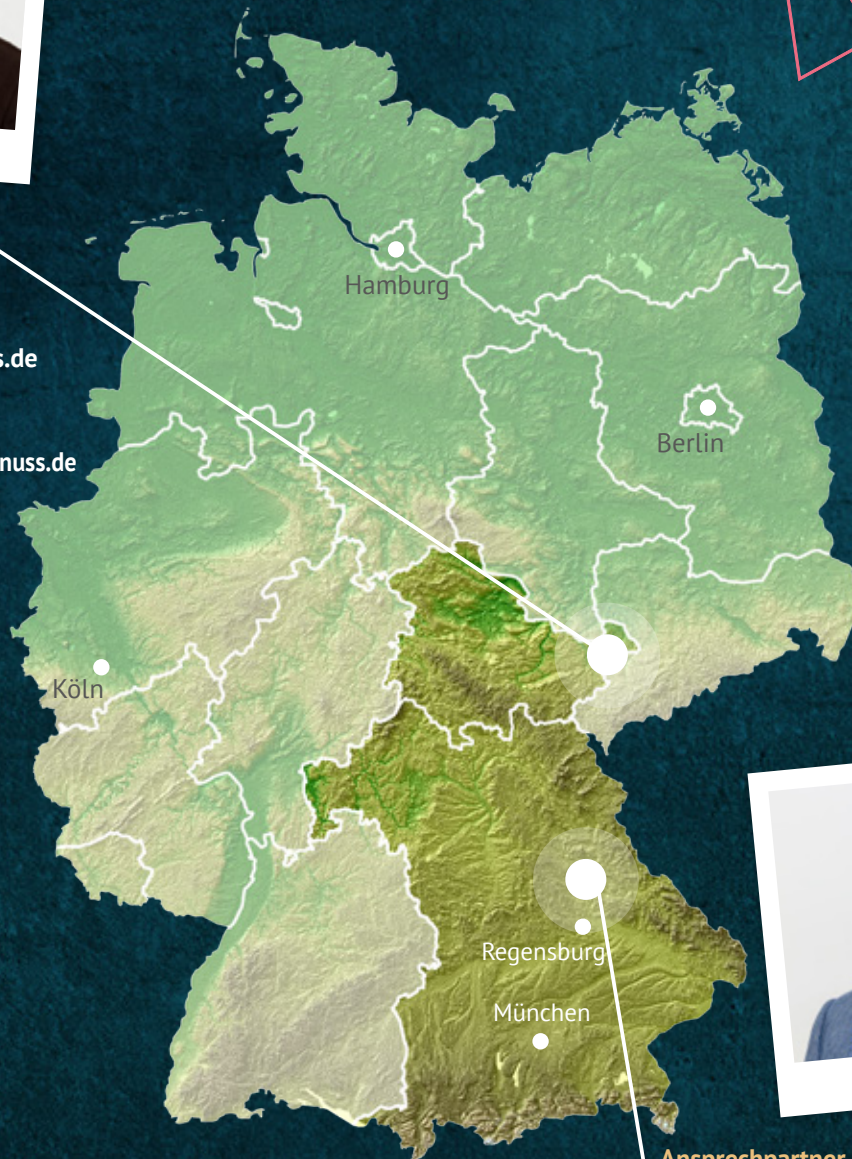 Hamburg
s.de
Berlin
nuss.de
Köln
Regensburg
München
Ansprechpartner